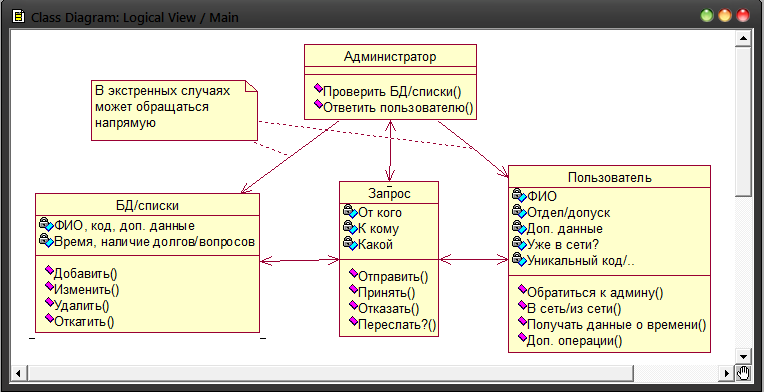 Class Diagram: Logical View / Main
Администратор
Проверить БД/списки()
Ответить пользователю()
В экстренных случаях
может обращаться
напрямую
БД/списки
ФИО, код, доп. данные
Время, наличие долгов/вопросов
Добавить()
Изменить()
Удалить()
Откатить()
Запрос
От кого
К кому
Какой
Отправить()
Принять()
Отказать()
Переслать?()
Пользователь
ФИО
Отдел/допуск
Доп. данные
Уже в сети?
Уникальный код/..
Обратиться к админу()
В сеть/из сети()
Получать данные о времени()
Доп. операции()